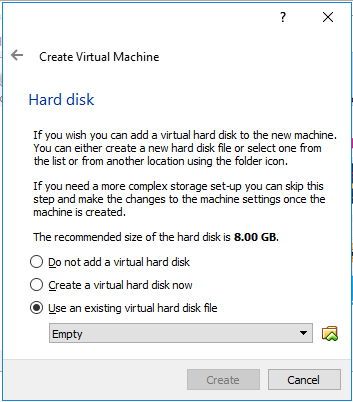 ?
Create Virtual Machine
Hard disk
If you wish you can add a virtual hard disk to the new machine.
You can either create a new hard disk file or select one from
the list or from another location using the folder icon.
If you need a more complex storage set-up you can skip this
step and make the changes to the machine settings once the
machine is created.
The recommended size of the hard disk is 8.00 GB.
Do not add a virtual hard disk
Create a virtual hard disk now
Use an existing virtual hard disk file
Empty
Create
Cancel